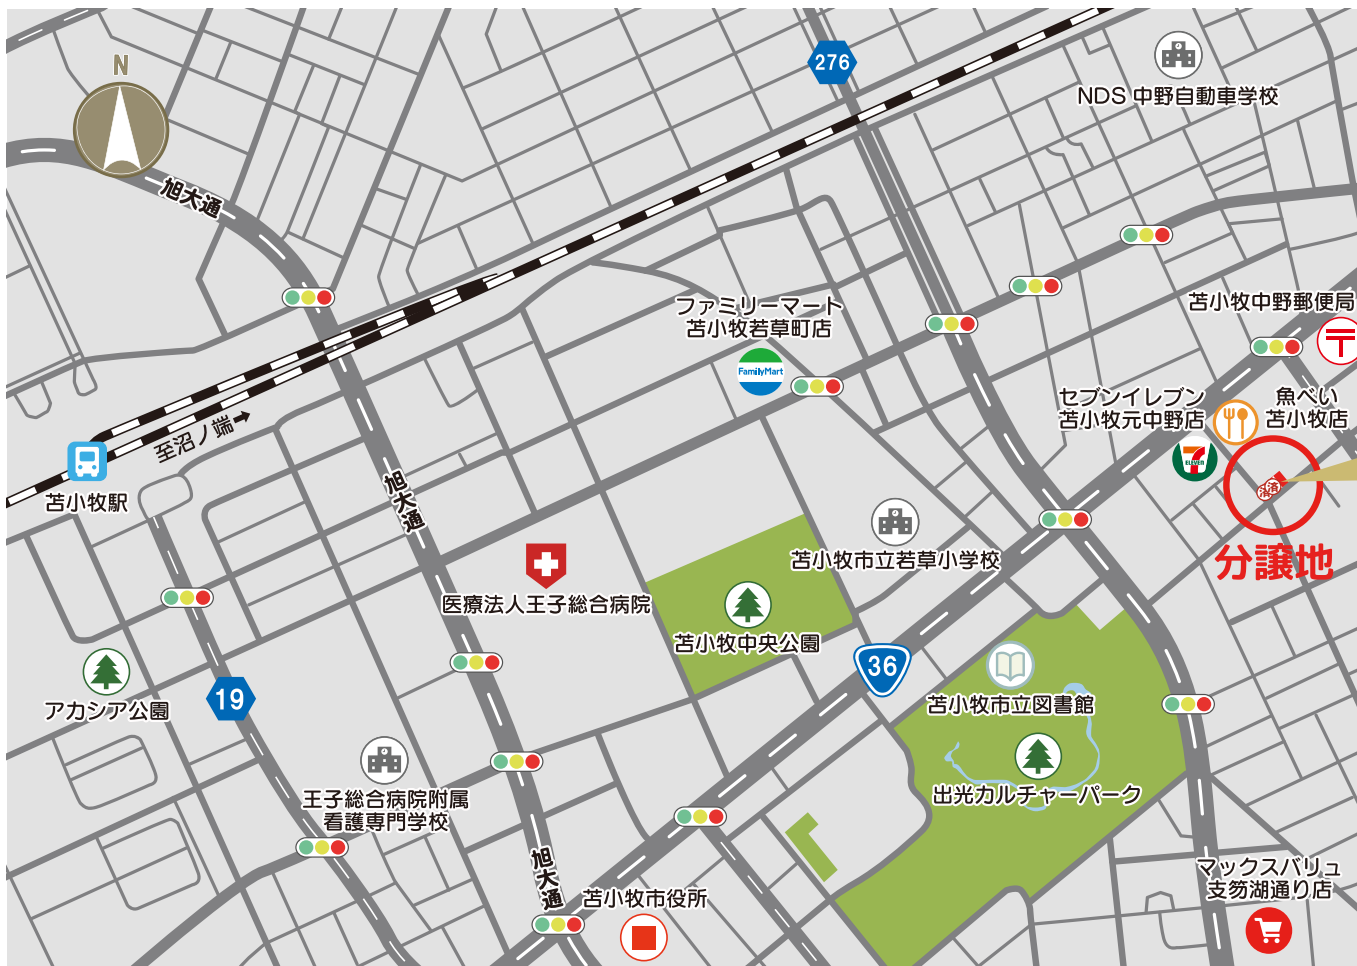 N
276
NDS 中野自動車学校
旭大通
苫小牧中野郵便局
ファミリーマート
苫小牧若草町店
FamilyMart
セブンイレブン
苫小牧元中野店
7
ELEVEN
魚べい
苫小牧店
至沼ノ端
苫小牧駅
旭大通
分譲地
苫小牧市立若草小学校
医療法人王子総合病院
苫小牧中央公園
36
アカシア公園
19
苫小牧市立図書館
出光カルチャーパーク
王子総合病院附属
看護専門学校
旭大通
苫小牧市役所
マックスバリュ
支笏湖通り店